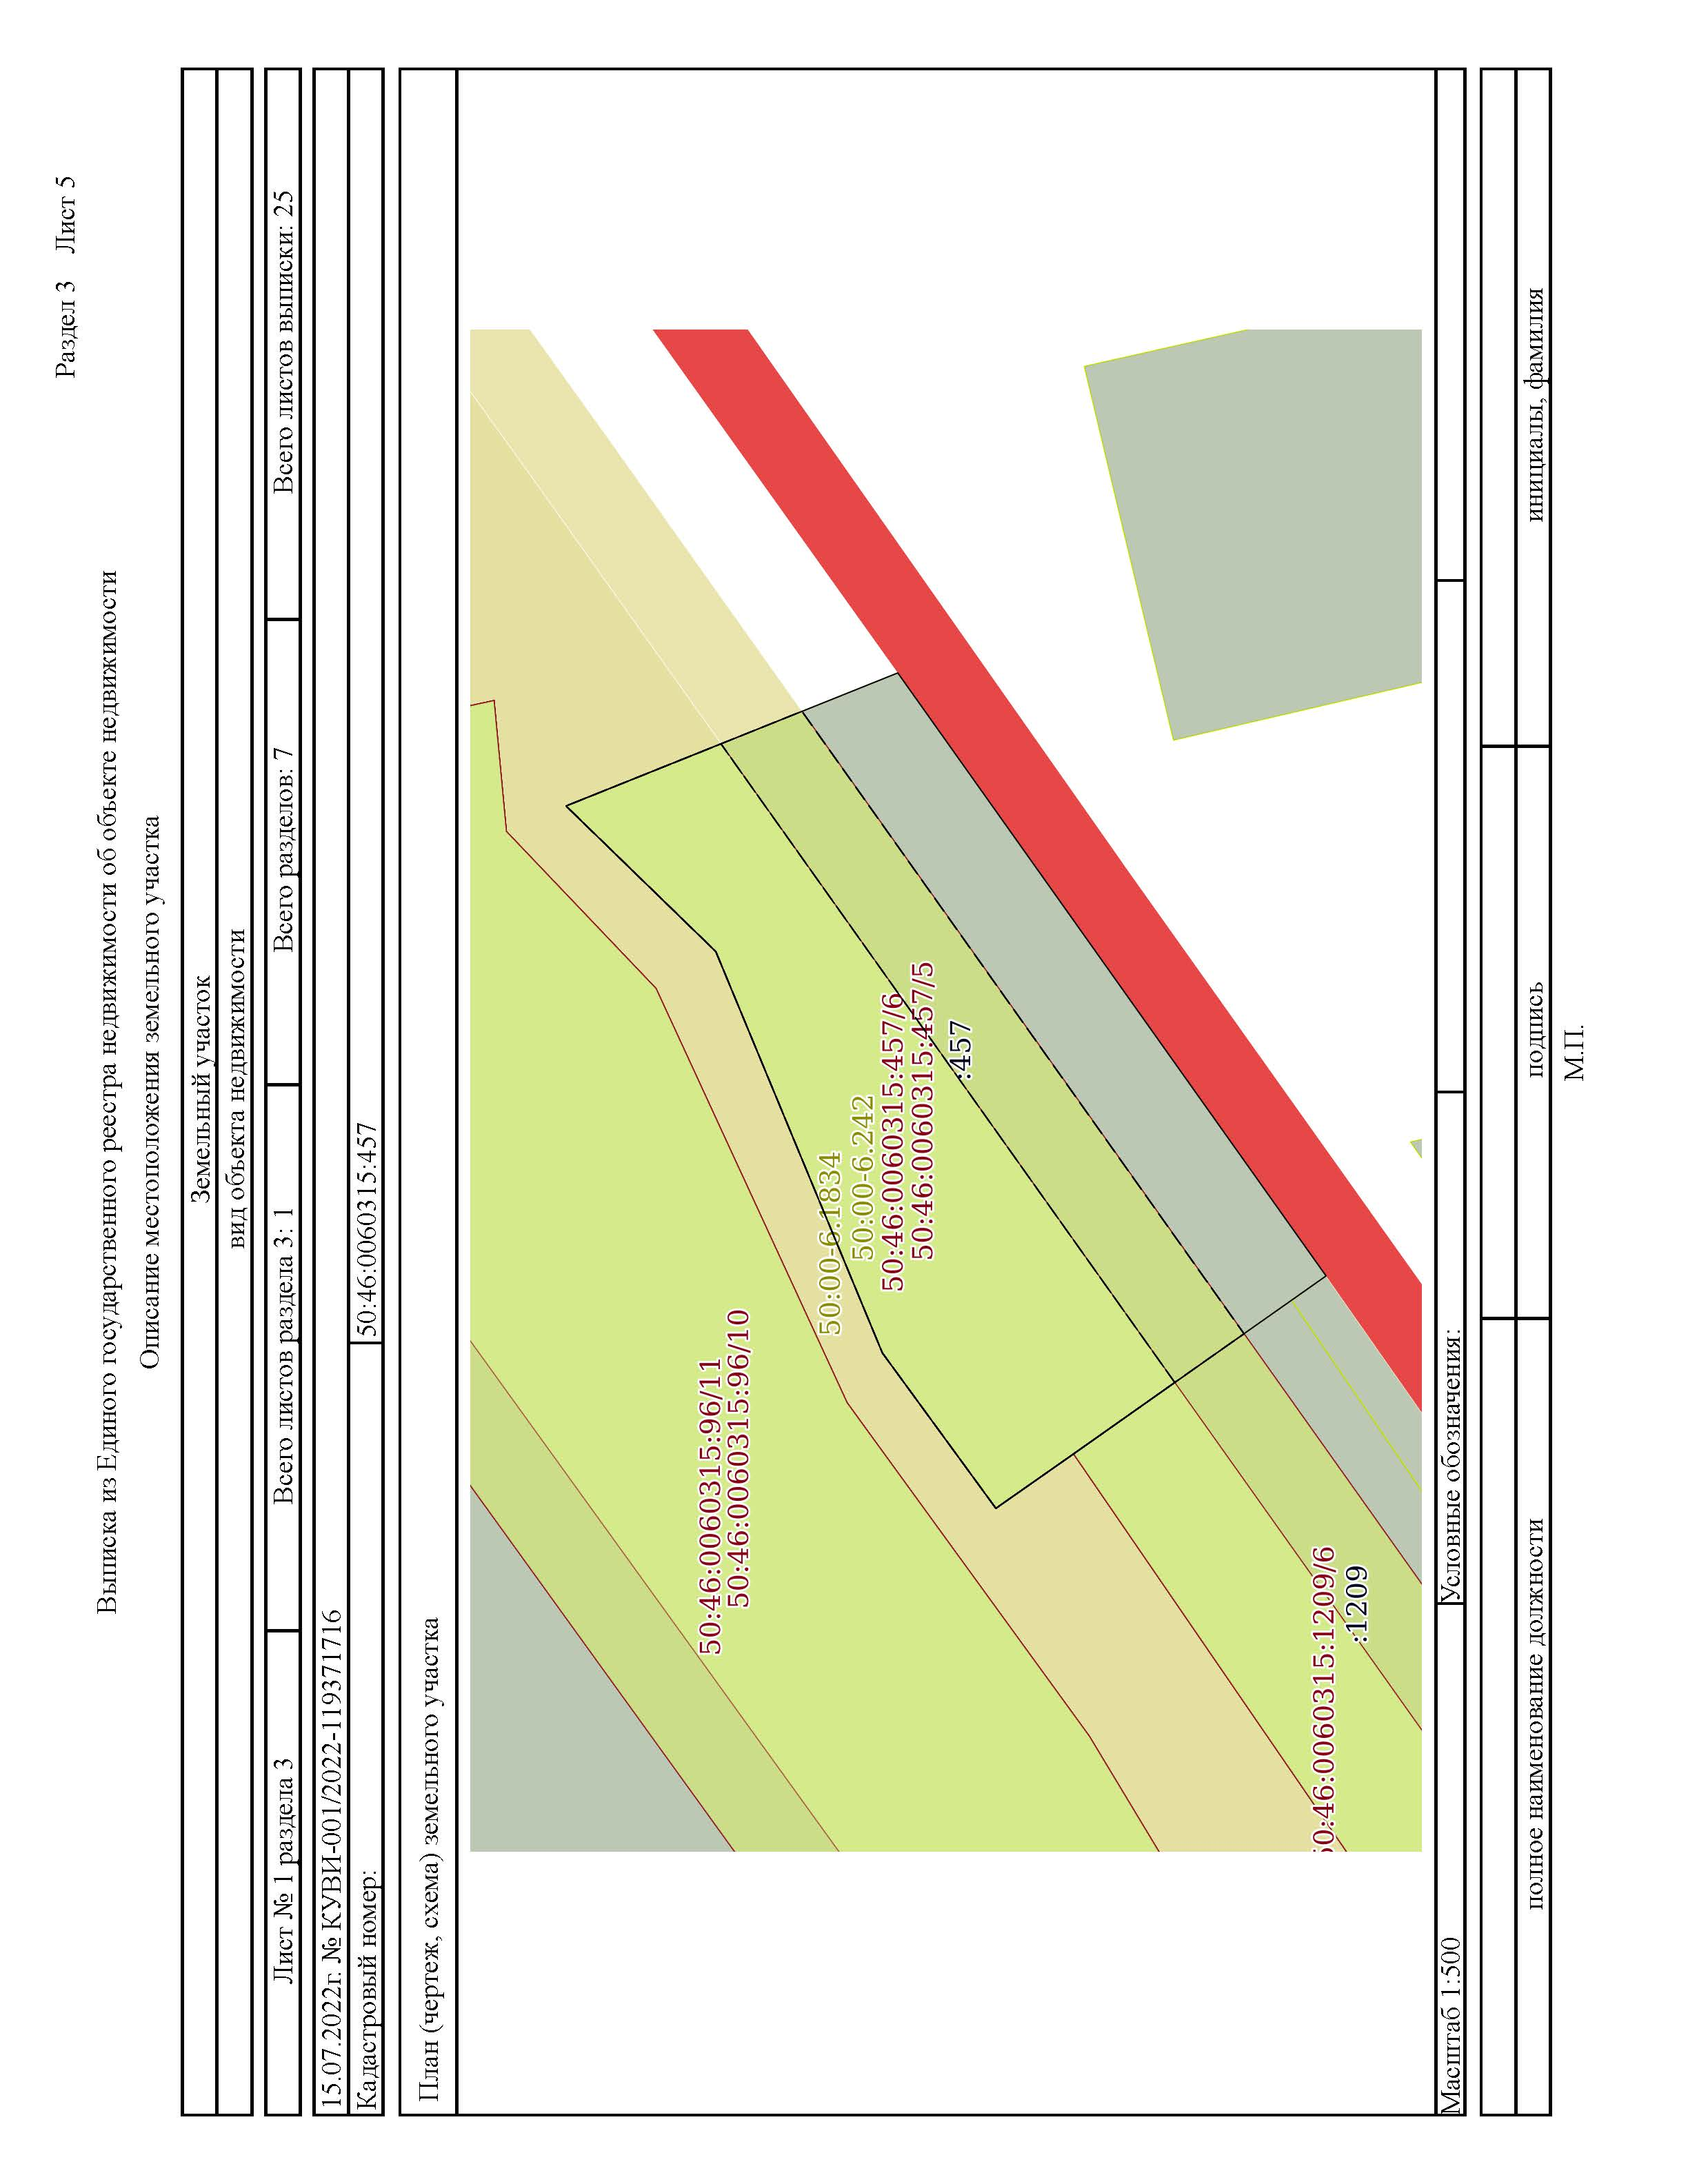 Раздел 3 Лист 5
Выписка из Единого государственного реестра недвижимости об объекте недвижимости
Описание местоположения земельного участка
Земельный участок
вид объекта недвижимости
Лист № 1 раздела 3 Всего листов раздела 3: 1 Всего разделов: 7 Всего листов выписки: 25
15.07.2022г. № КУВИ-001/2022-119371716
Кадастровый номер: 50:46:0060315:457
План (чертеж, схема) земельного участка
50:46:0060315:96/11
50:46:0060315:96/10
50:00-6.1834
50:00-6.242
50:46:0060315:457/6
50:46:0060315:457/5
:457
50:46:0060315:1209/6
:1209
Масштаб 1:500 Условные обозначения:
полное наименование должности подпись инициалы, фамилия
М.П.